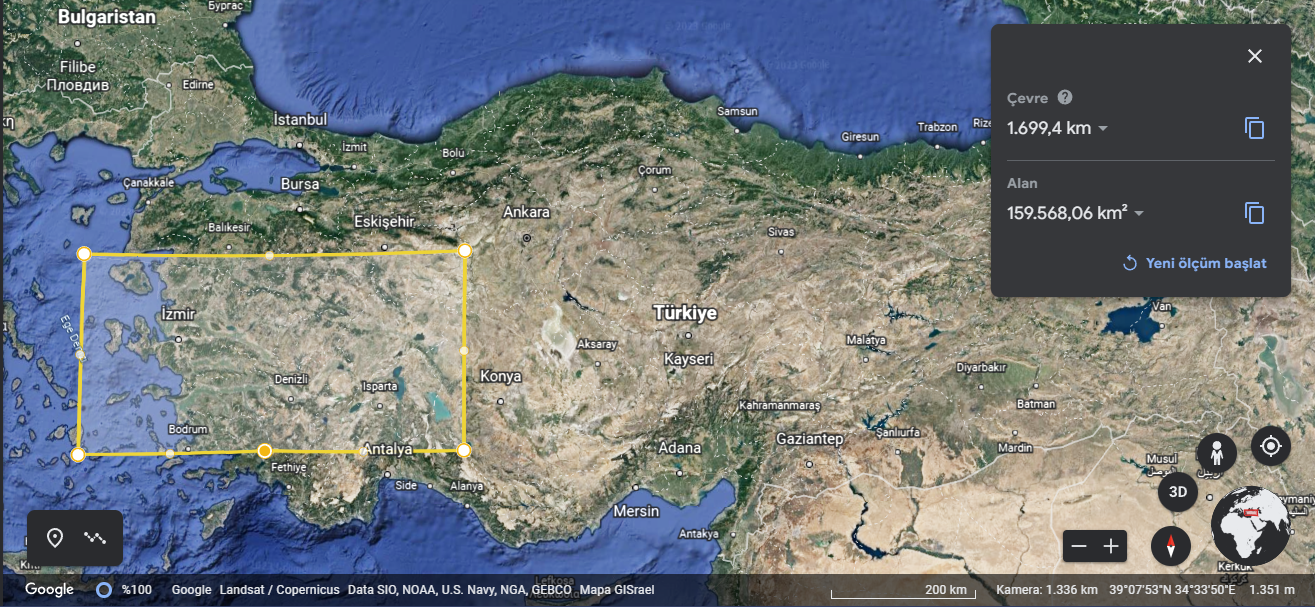 Bulgaristan
Бургас
Filibe
Пловдив
Edirne
İstanbul
İzmit
Bolu
Samsun
Giresun
Trabzon
Çanakkale
Bursa
Çorum
Balıkesir
Eskişehir
Ankara
Sivas
İzmir
Türkiye
Van
Aksaray
Kayseri
Malatya
Denizli
Isparta
Konya
Diyarbakır
Batman
Kahramanmaraş
Bodrum
Antalya
Adana
Gaziantep
Şanlıurfa
Mardin
Musul
الموصل
Fethiye
Side
Alanya
Mersin
Antakya
Lefkoşa
Kerkük
Çevre
1.699,4 km
Alan
159.568,06 km²
Yeni ölçüm başlat
3D
200 km
Google
%100
Google Landsat / Copernicus Data SIO, NOAA, U.S. Navy, NGA, GEBCO Mapa GISrael
Kamera: 1.336 km 39°07'53"N 34°33'50"E 1.351 m